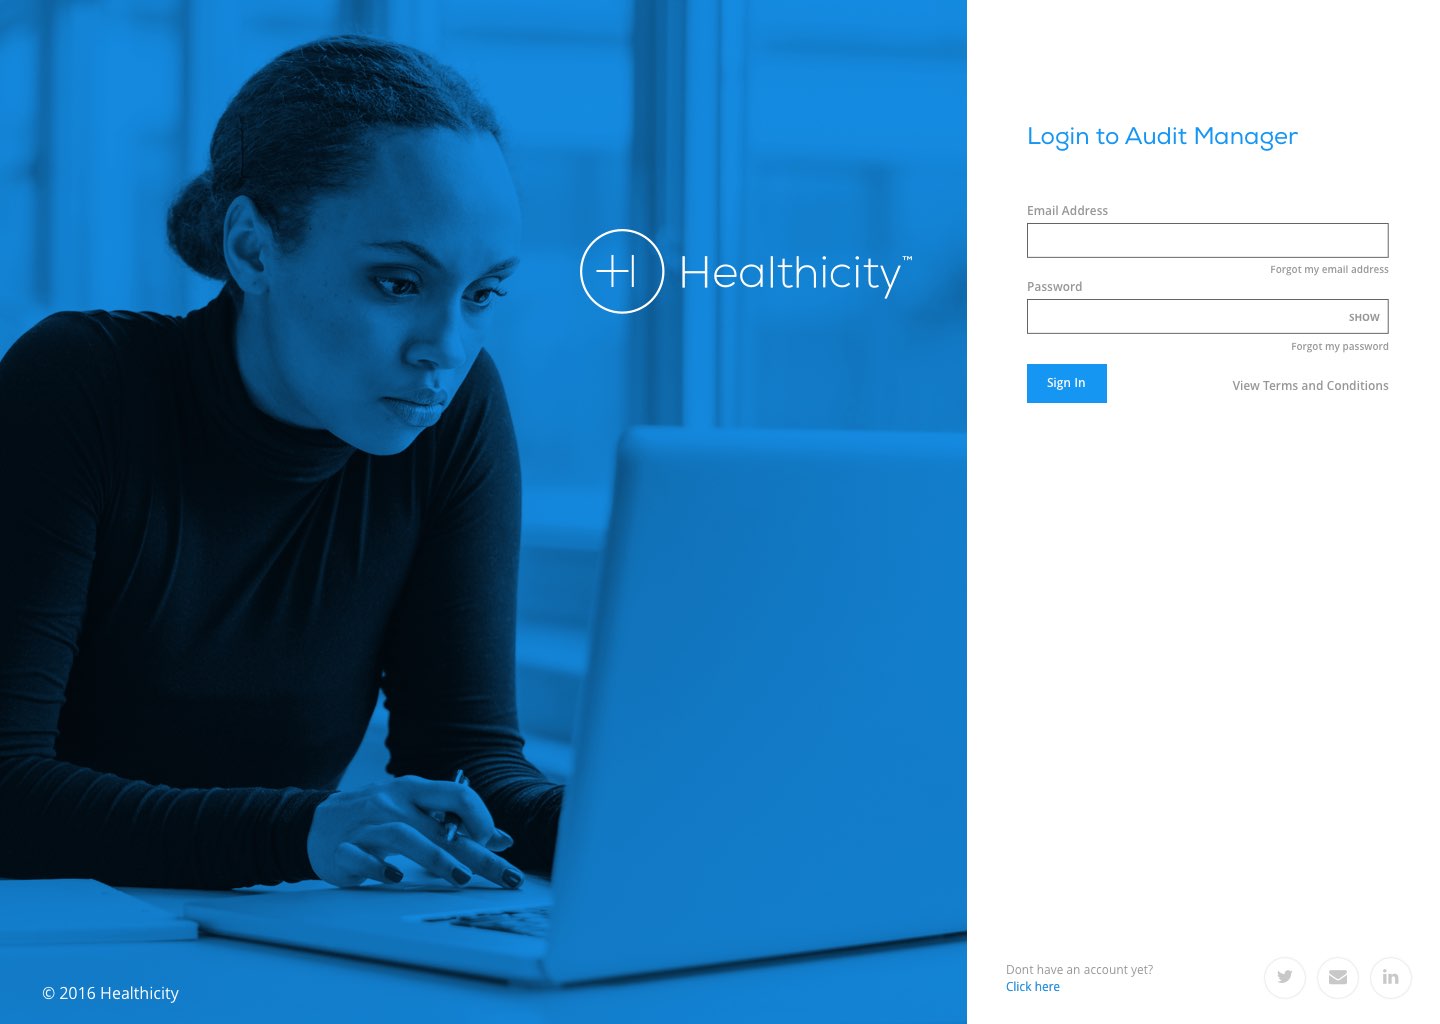 Healthicity™
© 2016 Healthicity
Login to Audit Manager
Email Address
Forgot my email address
Password
SHOW
Forgot my password
Sign In
View Terms and Conditions
Dont have an account yet?
Click here